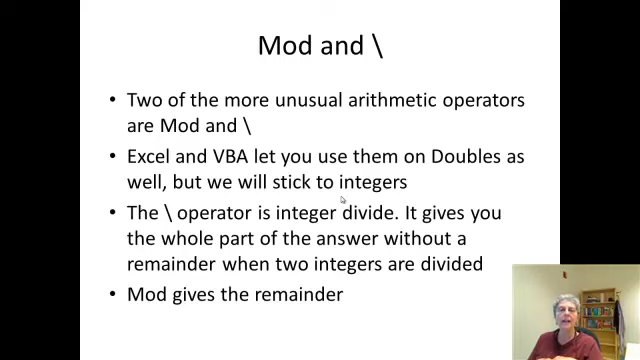 Mod and \
• Two of the more unusual arithmetic operators
are Mod and \
• Excel and VBA let you use them on Doubles as
well, but we will stick to integers
• The \ operator is integer divide. It gives you
the whole part of the answer without a
remainder when two integers are divided
• Mod gives the remainder